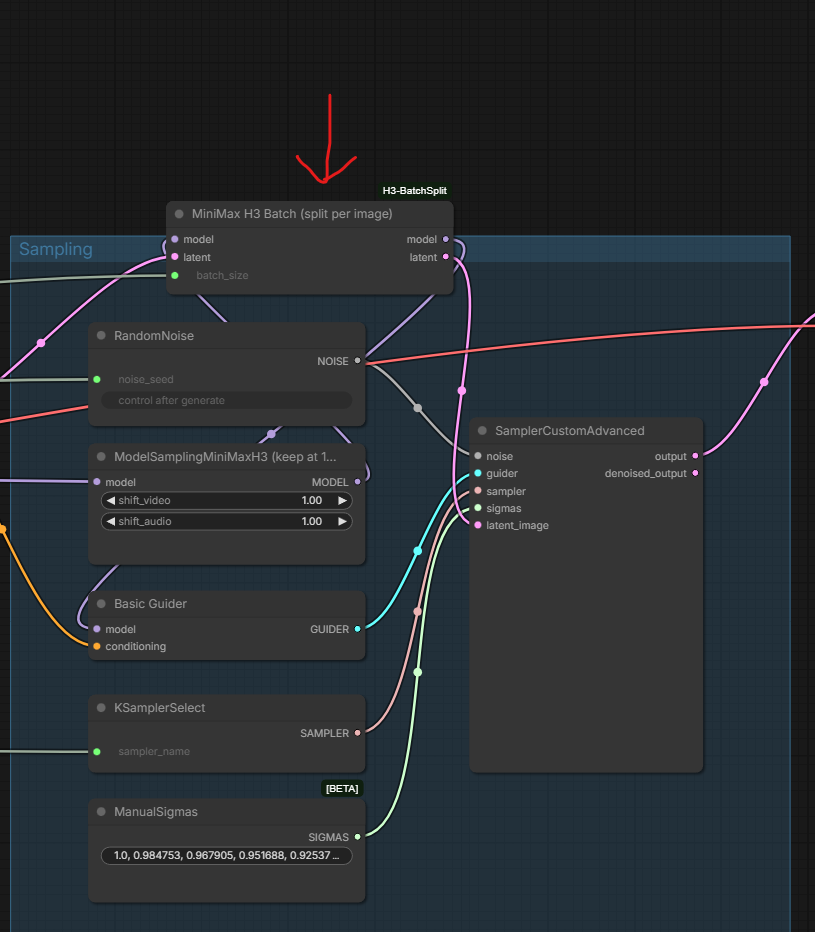 H3-BatchSplit
MiniMax H3 Batch (split per image)
model model
latent latent
batch_size
Sampling
RandomNoise
NOISE
noise_seed
control after generate
ModelSamplingMiniMaxH3 (keep at 1...
model MODEL
shift_video 1.00
shift_audio 1.00
SamplerCustomAdvanced
noise output
guider denoised_output
sampler
sigmas
latent_image
Basic Guider
model GUIDER
conditioning
KSamplerSelect
SAMPLER
sampler_name
[BETA]
ManualSigmas
SIGMAS
1.0, 0.984753, 0.967905, 0.951688, 0.92537 ...